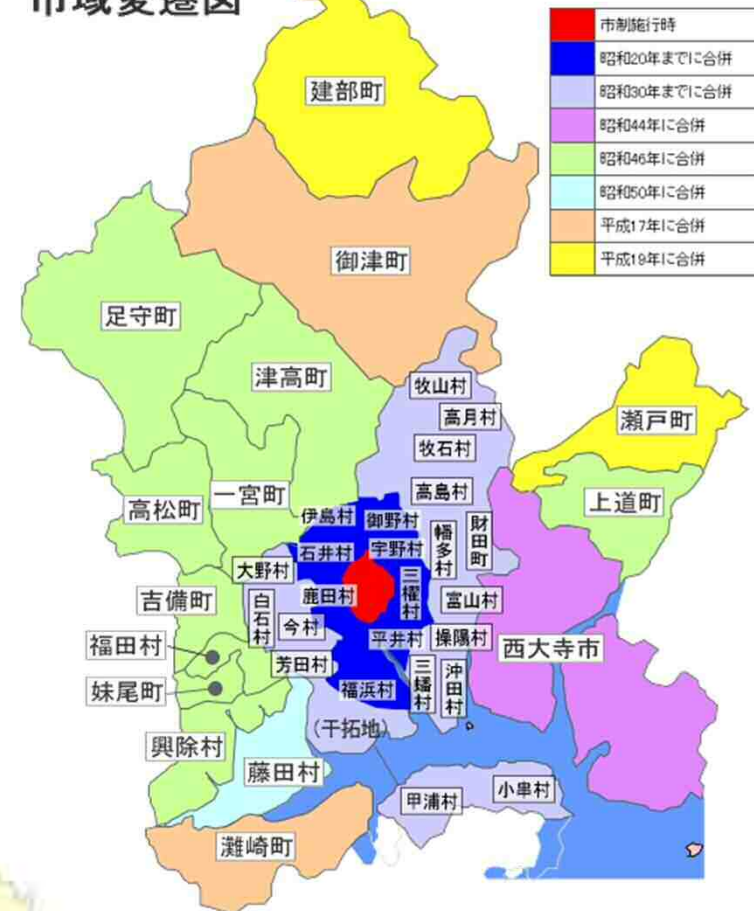 市域変遷図
市制施行時
昭和20年までに合併
昭和30年までに合併
昭和44年に合併
昭和46年に合併
昭和50年に合併
平成17年に合併
平成19年に合併
建部町
御津町
足守町
津高町
牧山村
高月村
牧石村
瀬戸町
高島村
上道町
高松町
一宮町
伊島村
御野村
幡多村
財田町
石井村
宇野村
大野村
三櫂村
鹿田村
吉備町
白石村
今村
富山村
平井村
操陽村
西大寺市
福田村
芳田村
三蟠村
沖田村
妹尾町
福浜村
(干拓地)
興除村
藤田村
甲浦村
小串村
灘崎町